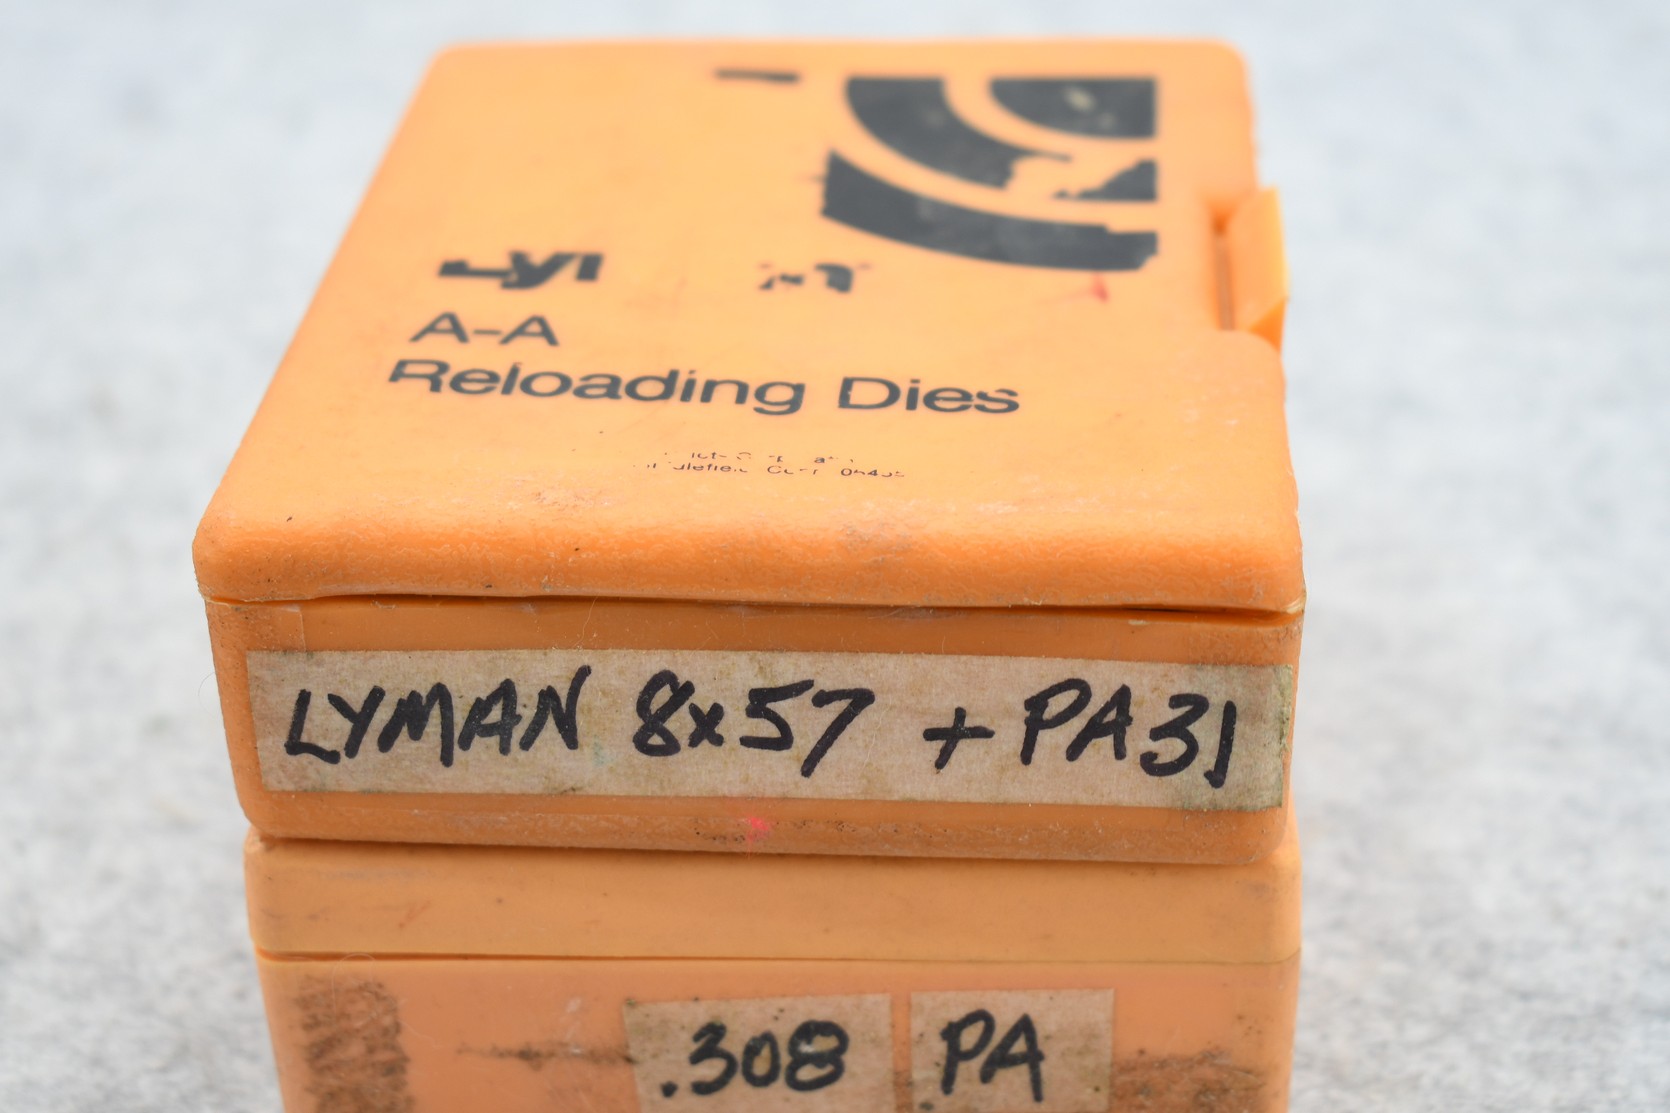 A-A
Reloading Dies
LYMAN 8x57 + PA31
.308 PA